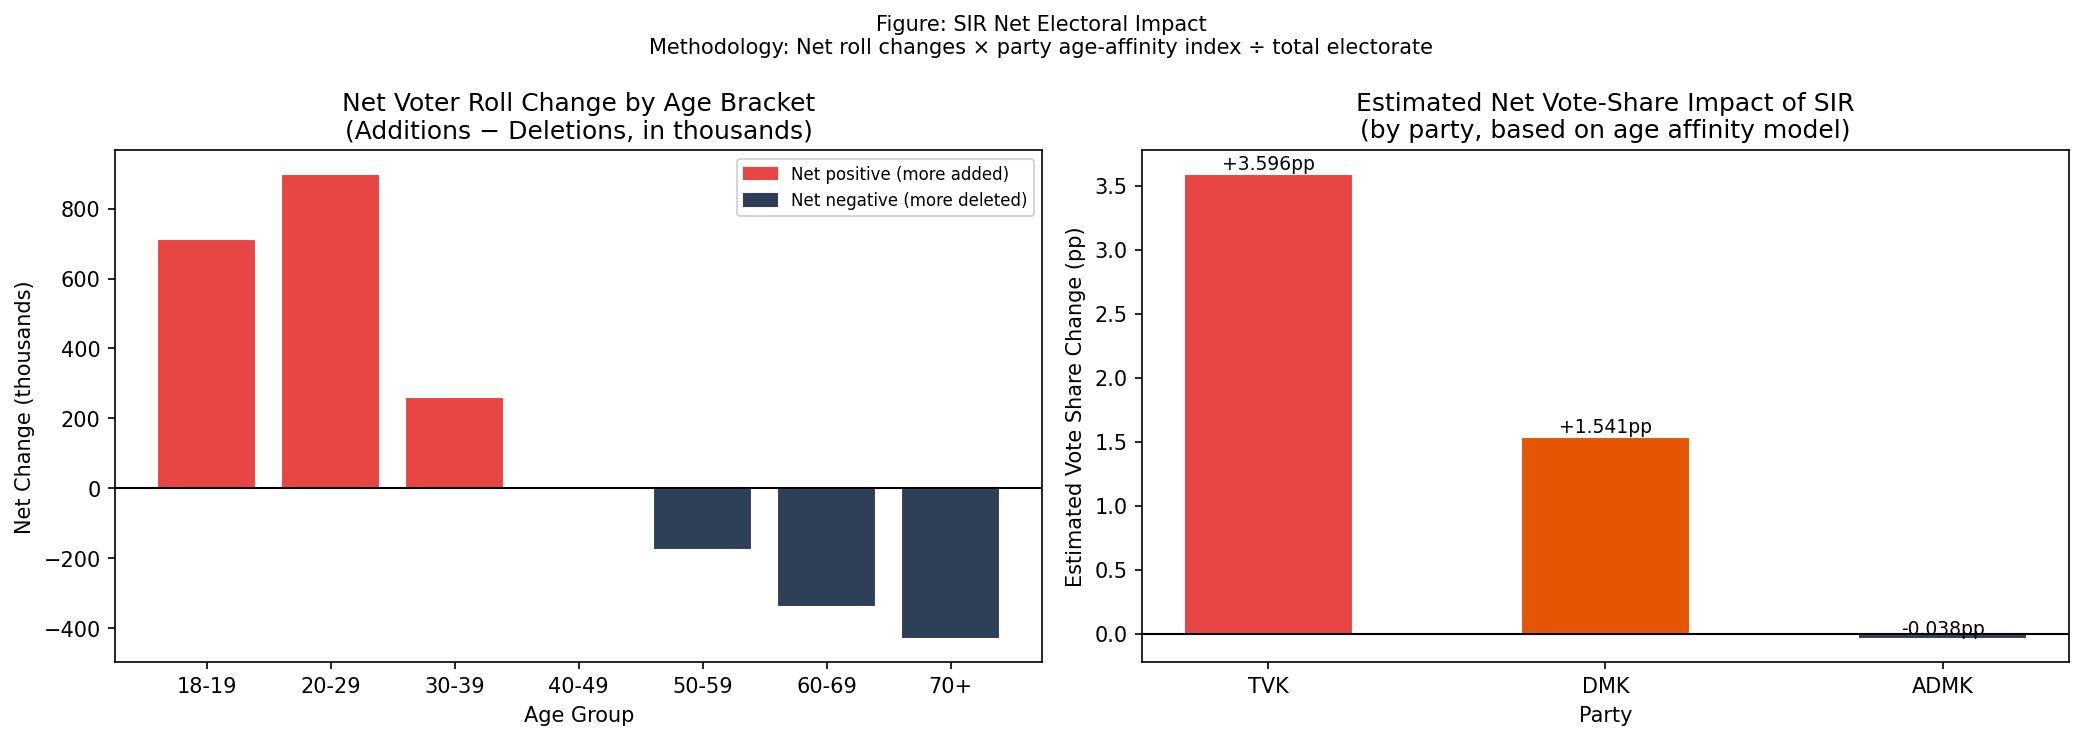 Figure: SIR Net Electoral Impact
Methodology: Net roll changes × party age-affinity index ÷ total electorate
Net Voter Roll Change by Age Bracket
(Additions − Deletions, in thousands)
Net positive (more added)
Net negative (more deleted)
Net Change (thousands)
800
600
400
200
0
−200
−400
18-19
20-29
30-39
40-49
50-59
60-69
70+
Age Group
Estimated Net Vote-Share Impact of SIR
(by party, based on age affinity model)
Estimated Vote Share Change (pp)
3.5
3.0
2.5
2.0
1.5
1.0
0.5
0.0
+3.596pp
+1.541pp
-0.038pp
TVK
DMK
ADMK
Party